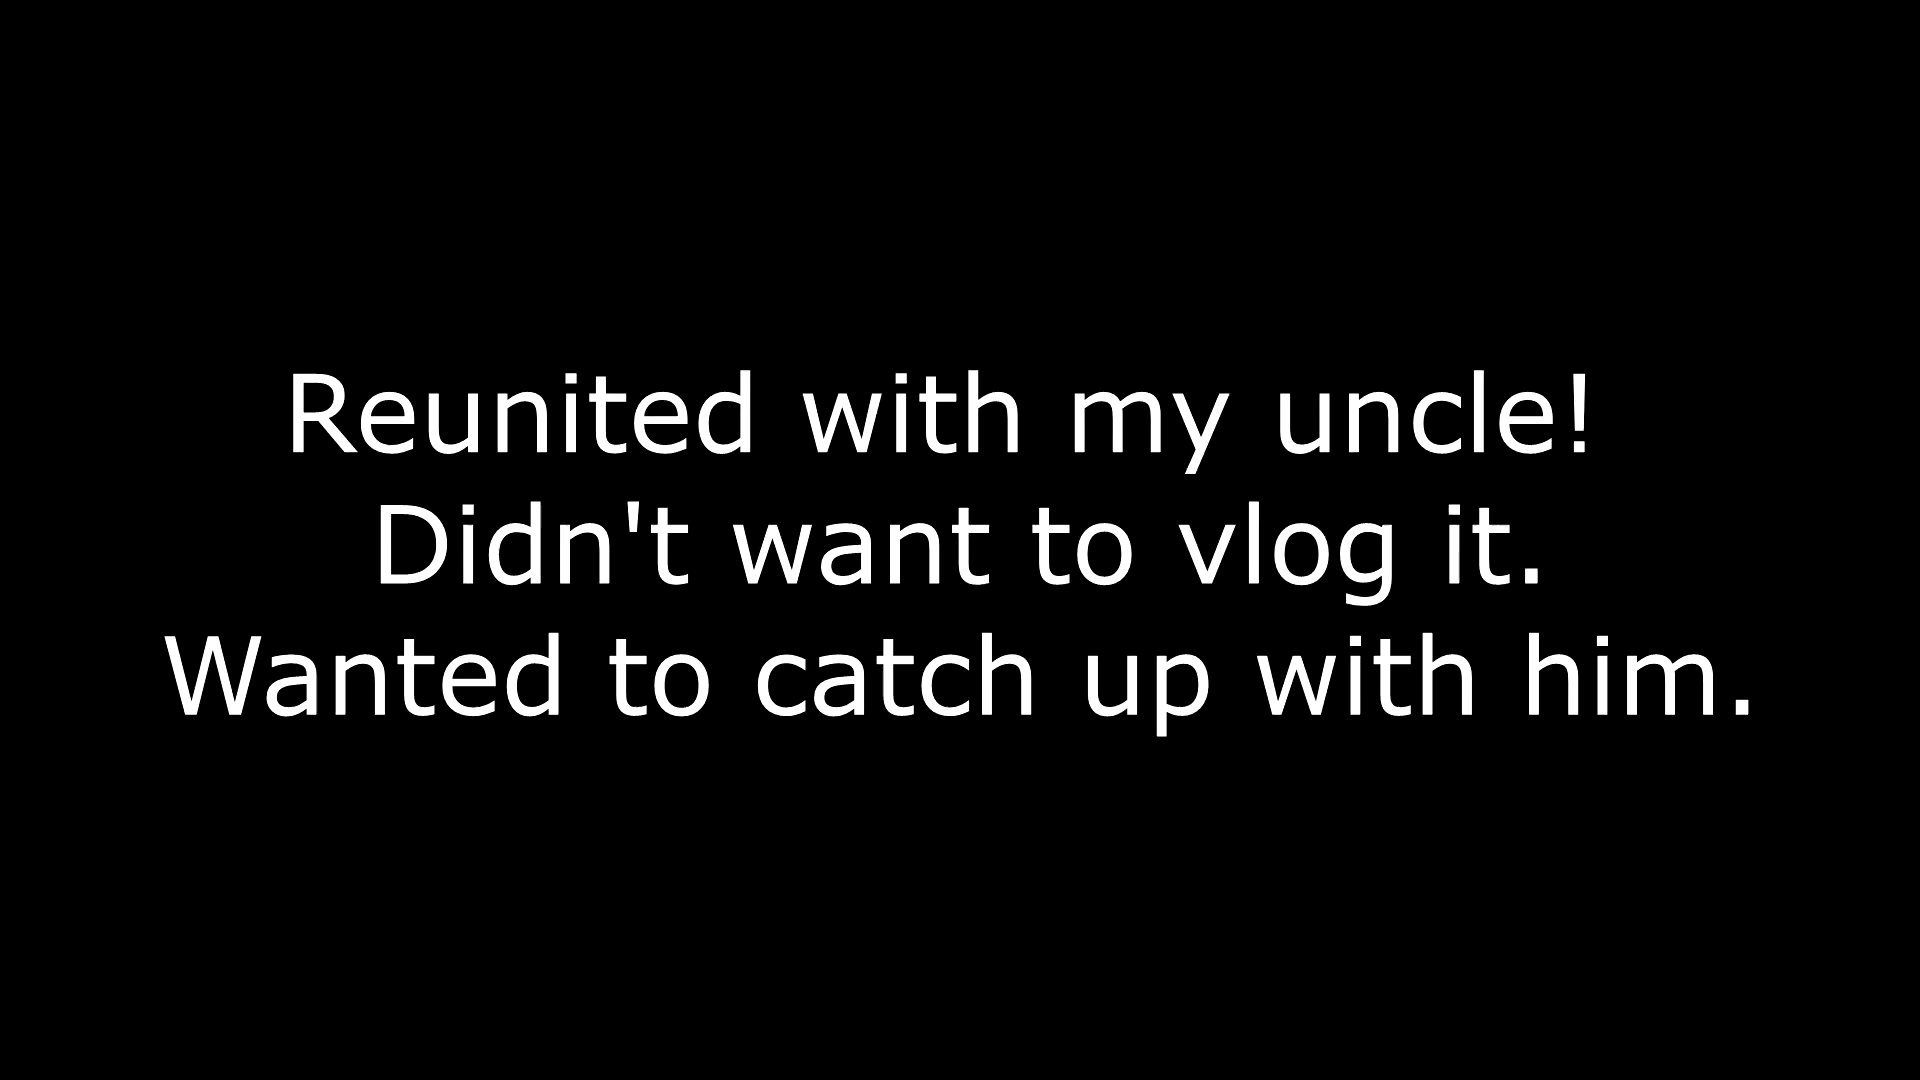 Reunited with my uncle!
Didn't want to vlog it.
Wanted to catch up with him.